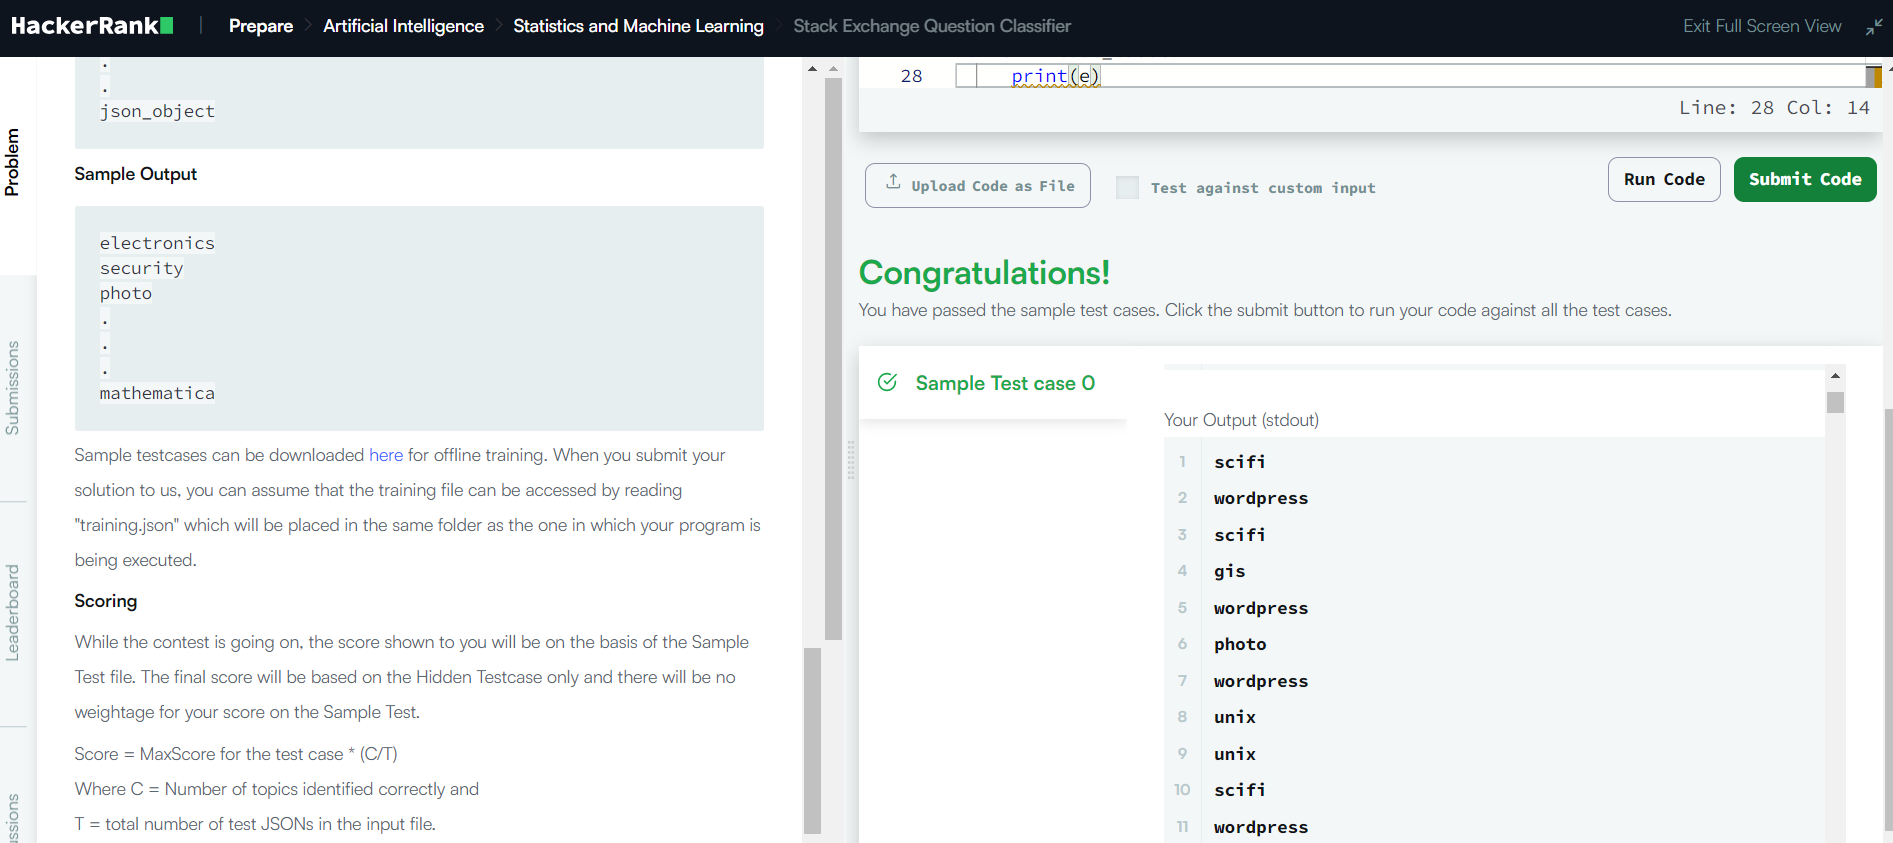 HackerRank | Prepare > Artificial Intelligence > Statistics and Machine Learning > Stack Exchange Question Classifier
Exit Full Screen View
Problem
Submissions
Leaderboard
.
.
json_object
Sample Output
electronics
security
photo
.
.
.
mathematica
Sample testcases can be downloaded here for offline training. When you submit your
solution to us, you can assume that the training file can be accessed by reading
"training.json" which will be placed in the same folder as the one in which your program is
being executed.
Scoring
While the contest is going on, the score shown to you will be on the basis of the Sample
Test file. The final score will be based on the Hidden Testcase only and there will be no
weightage for your score on the Sample Test.
Score = MaxScore for the test case * (C/T)
Where C = Number of topics identified correctly and
T = total number of test JSONs in the input file.
28 print(e)
Line: 28 Col: 14
Upload Code as File
Test against custom input
Run Code
Submit Code
Congratulations!
You have passed the sample test cases. Click the submit button to run your code against all the test cases.
Sample Test case 0
Your Output (stdout)
1 scifi
2 wordpress
3 scifi
4 gis
5 wordpress
6 photo
7 wordpress
8 unix
9 unix
10 scifi
11 wordpress